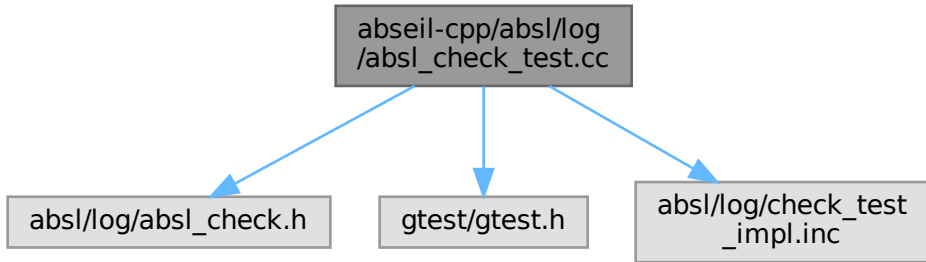 abseil-cpp/absl/log
/absl_check_test.cc
absl/log/absl_check.h
gtest/gtest.h
absl/log/check_test
_impl.inc